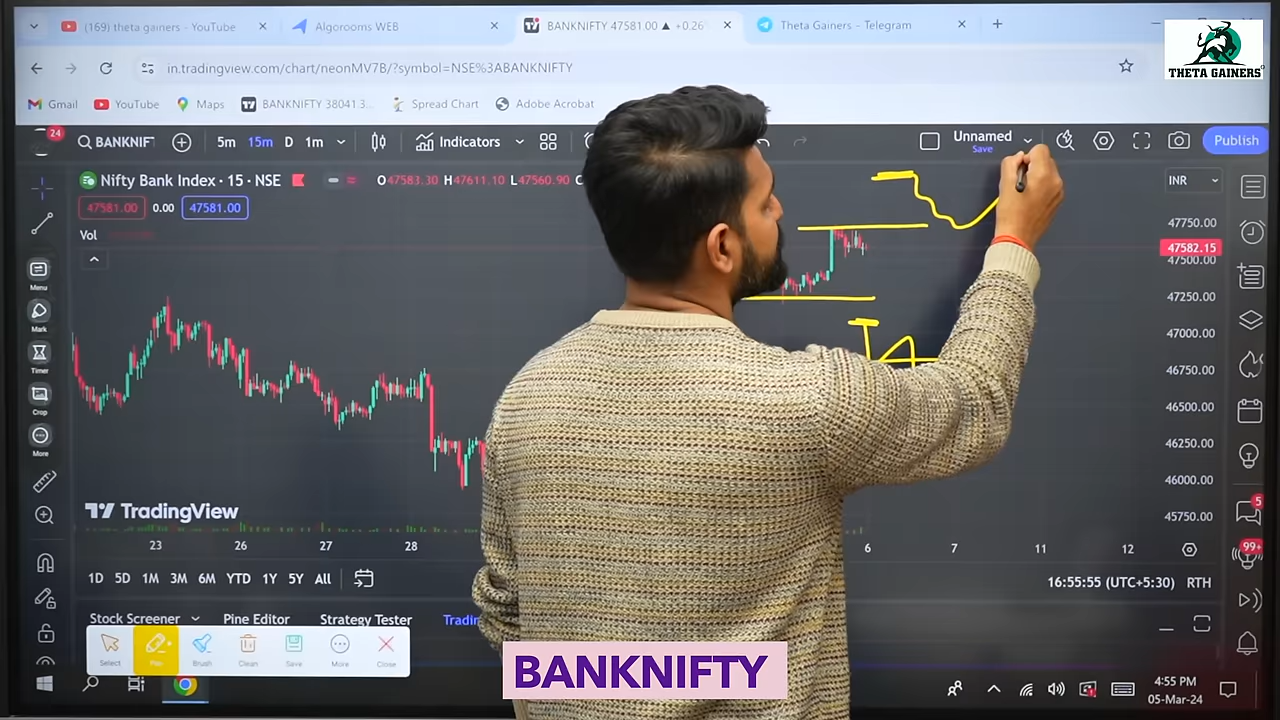 (169) theta gainers - YouTube
Algorooms WEB
BANKNIFTY 47581.00 ▲ +0.26
Theta Gainers – Telegram
THETA GAINERS
in.tradingview.com/chart/neonMV7B/?symbol=NSE%3ABANKNIFTY
Gmail
YouTube
Maps
BANKNIFTY 38041.3...
Spread Chart
Adobe Acrobat
24
BANKNIFT
5m
15m
D
1m
Indicators
Unnamed
Save
Publish
Nifty Bank Index · 15 · NSE
O47583.30 H47611.10 L47560.90 C
INR
47581.00
0.00
47581.00
47750.00
Vol
47582.15
47500.00
47250.00
47000.00
46750.00
46500.00
46250.00
46000.00
45750.00
Menu
Mark
Timer
Crop
More
TradingView
5
99+
23
26
27
28
6
7
11
12
1D 5D 1M 3M 6M YTD 1Y 5Y All
16:55:55 (UTC+5:30)
RTH
Stock Screener
Pine Editor
Strategy Tester
Tradin
Select
Pen
Brush
Clean
Save
More
Close
BANKNIFTY
4:55 PM
05-Mar-24